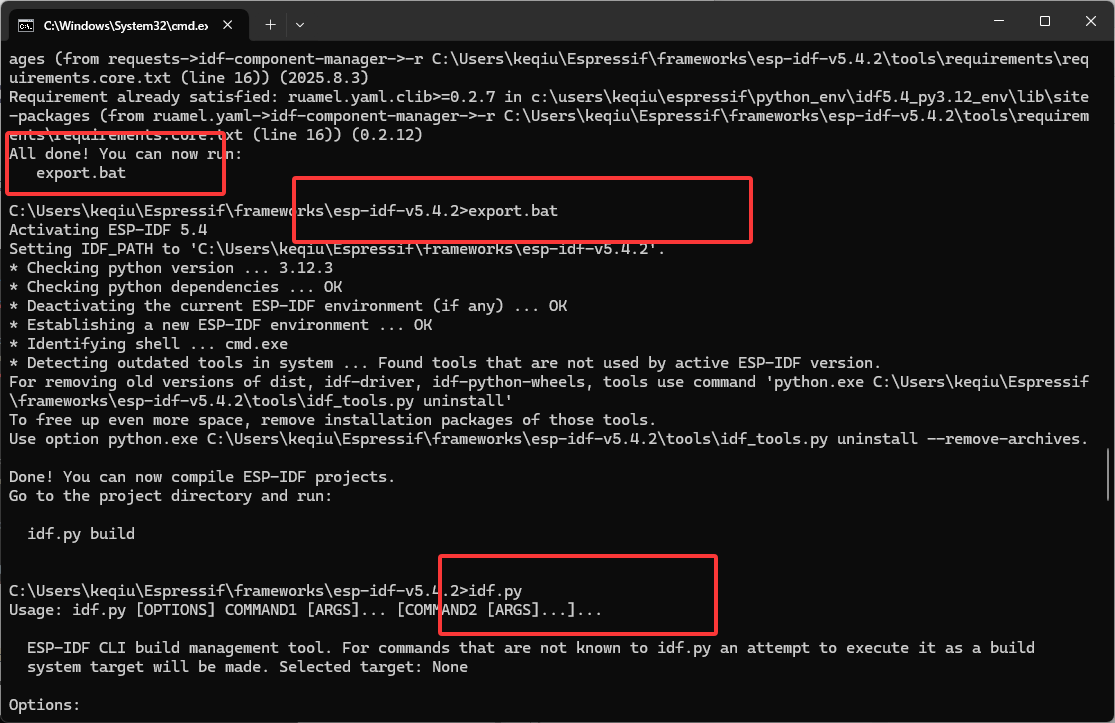 C:\Windows\System32\cmd.e
ages (from requests->idf-component-manager->-r C:\Users\keqiu\Espressif\frameworks\esp-idf-v5.4.2\tools\requirements\req
uirements.core.txt (line 16)) (2025.8.3)
Requirement already satisfied: ruamel.yaml.clib>=0.2.7 in c:\users\keqiu\espressif\python_env\idf5.4_py3.12_env\lib\site
-packages (from ruamel.yaml->idf-component-manager->-r C:\Users\keqiu\Espressif\frameworks\esp-idf-v5.4.2\tools\requirem
ents\requirements.core.txt (line 16)) (0.2.12)
All done! You can now run:
export.bat
C:\Users\keqiu\Espressif\frameworks\esp-idf-v5.4.2>export.bat
Activating ESP-IDF 5.4
Setting IDF_PATH to 'C:\Users\keqiu\Espressif\frameworks\esp-idf-v5.4.2'.
* Checking python version ... 3.12.3
* Checking python dependencies ... OK
* Deactivating the current ESP-IDF environment (if any) ... OK
* Establishing a new ESP-IDF environment ... OK
* Identifying shell ... cmd.exe
* Detecting outdated tools in system ... Found tools that are not used by active ESP-IDF version.
For removing old versions of dist, idf-driver, idf-python-wheels, tools use command 'python.exe C:\Users\keqiu\Espressif
\frameworks\esp-idf-v5.4.2\tools\idf_tools.py uninstall'
To free up even more space, remove installation packages of those tools.
Use option python.exe C:\Users\keqiu\Espressif\frameworks\esp-idf-v5.4.2\tools\idf_tools.py uninstall --remove-archives.
Done! You can now compile ESP-IDF projects.
Go to the project directory and run:
idf.py build
C:\Users\keqiu\Espressif\frameworks\esp-idf-v5.4.2>idf.py
Usage: idf.py [OPTIONS] COMMAND1 [ARGS]... [COMMAND2 [ARGS]...]...
ESP-IDF CLI build management tool. For commands that are not known to idf.py an attempt to execute it as a build
system target will be made. Selected target: None
Options: